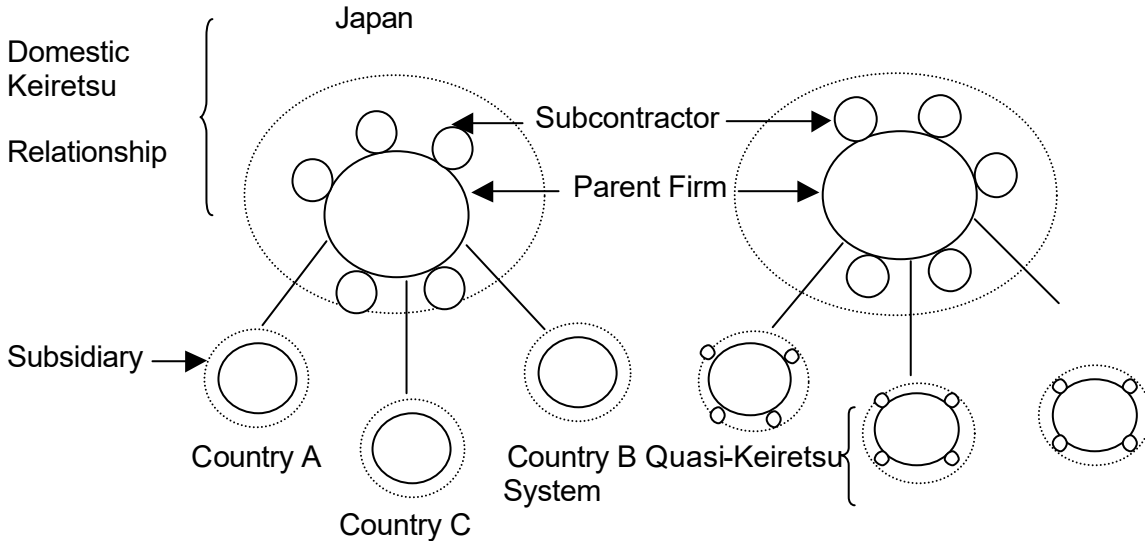 Japan
Domestic
Keiretsu
Relationship
Subcontractor
Parent Firm
Subsidiary
Country A
Country B Quasi-Keiretsu
System
Country C